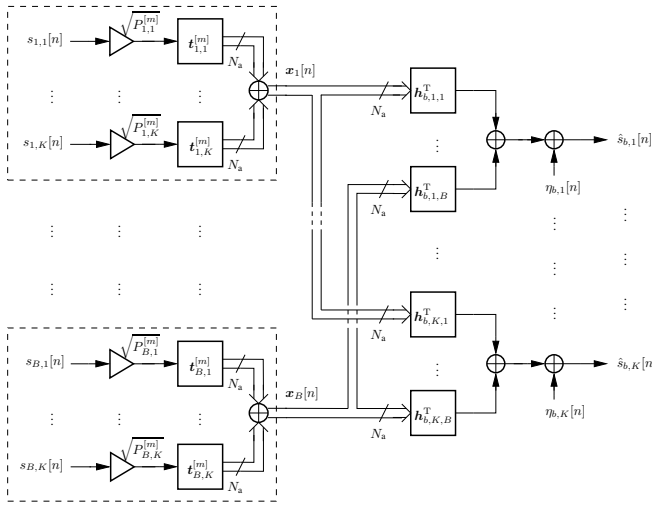 s_{1,1}[n]
√P_{1,1}^{[m]}
t_{1,1}^{[m]}
N_a
x_1[n]
s_{1,K}[n]
√P_{1,K}^{[m]}
t_{1,K}^{[m]}
N_a
N_a
h_{b,1,1}^T
ŝ_{b,1}[n]
η_{b,1}[n]
N_a
h_{b,1,B}^T
s_{B,1}[n]
√P_{B,1}^{[m]}
t_{B,1}^{[m]}
N_a
x_B[n]
s_{B,K}[n]
√P_{B,K}^{[m]}
t_{B,K}^{[m]}
N_a
N_a
h_{b,K,1}^T
ŝ_{b,K}[n]
η_{b,K}[n]
N_a
h_{b,K,B}^T